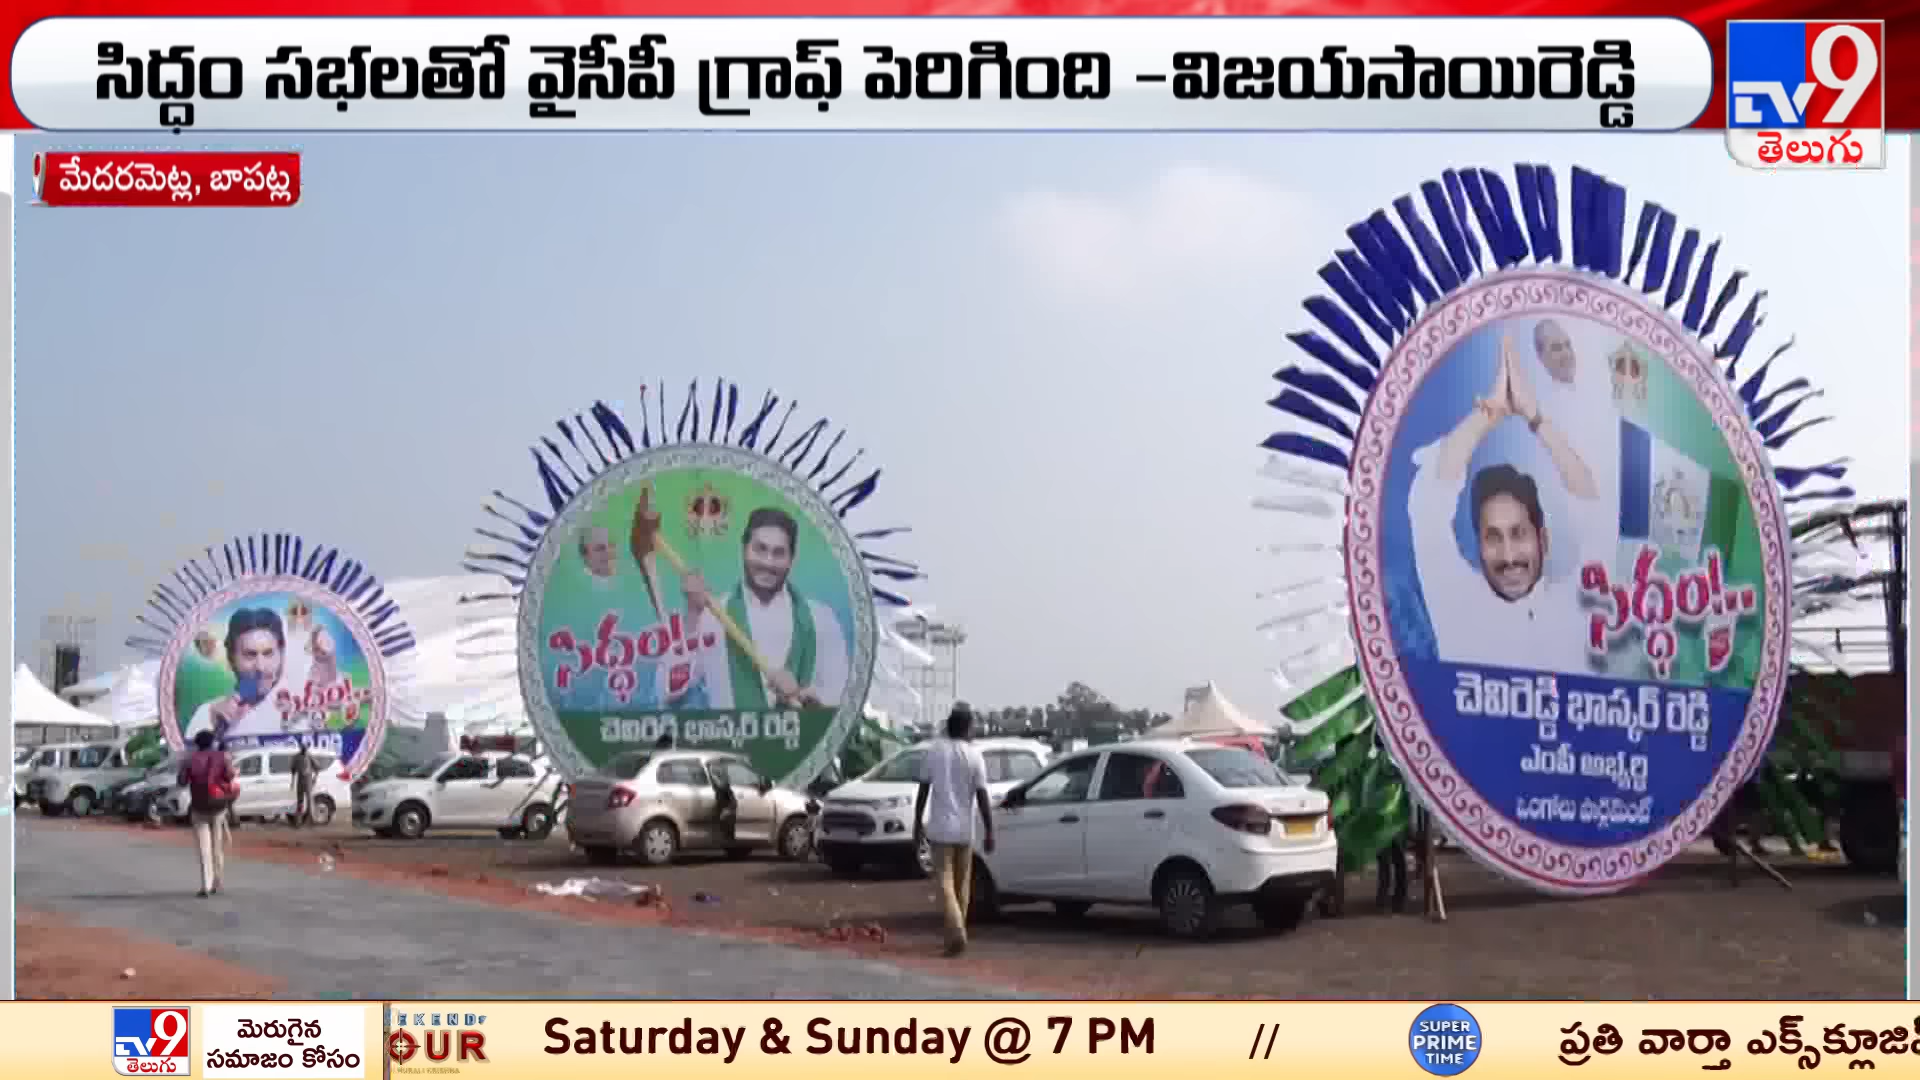 సిద్ధం సభలతో వైసీపీ గ్రాఫ్ పెరిగింది -విజయసాయిరెడ్డి
TV9
తెలుగు
మేదరమెట్ల, బాపట్ల
సిద్ధం!..
సిద్ధం!..
చెవిరెడ్డి భాస్కర్ రెడ్డి
సిద్ధం!..
చెవిరెడ్డి భాస్కర్ రెడ్డి
ఎంపీ అభ్యర్థి
ఒంగోలు పార్లమెంట్
TV9
తెలుగు
మెరుగైన
సమాజం కోసం
Saturday & Sunday @ 7 PM //
SUPER
PRIME
TIME
ప్రతి వార్తా